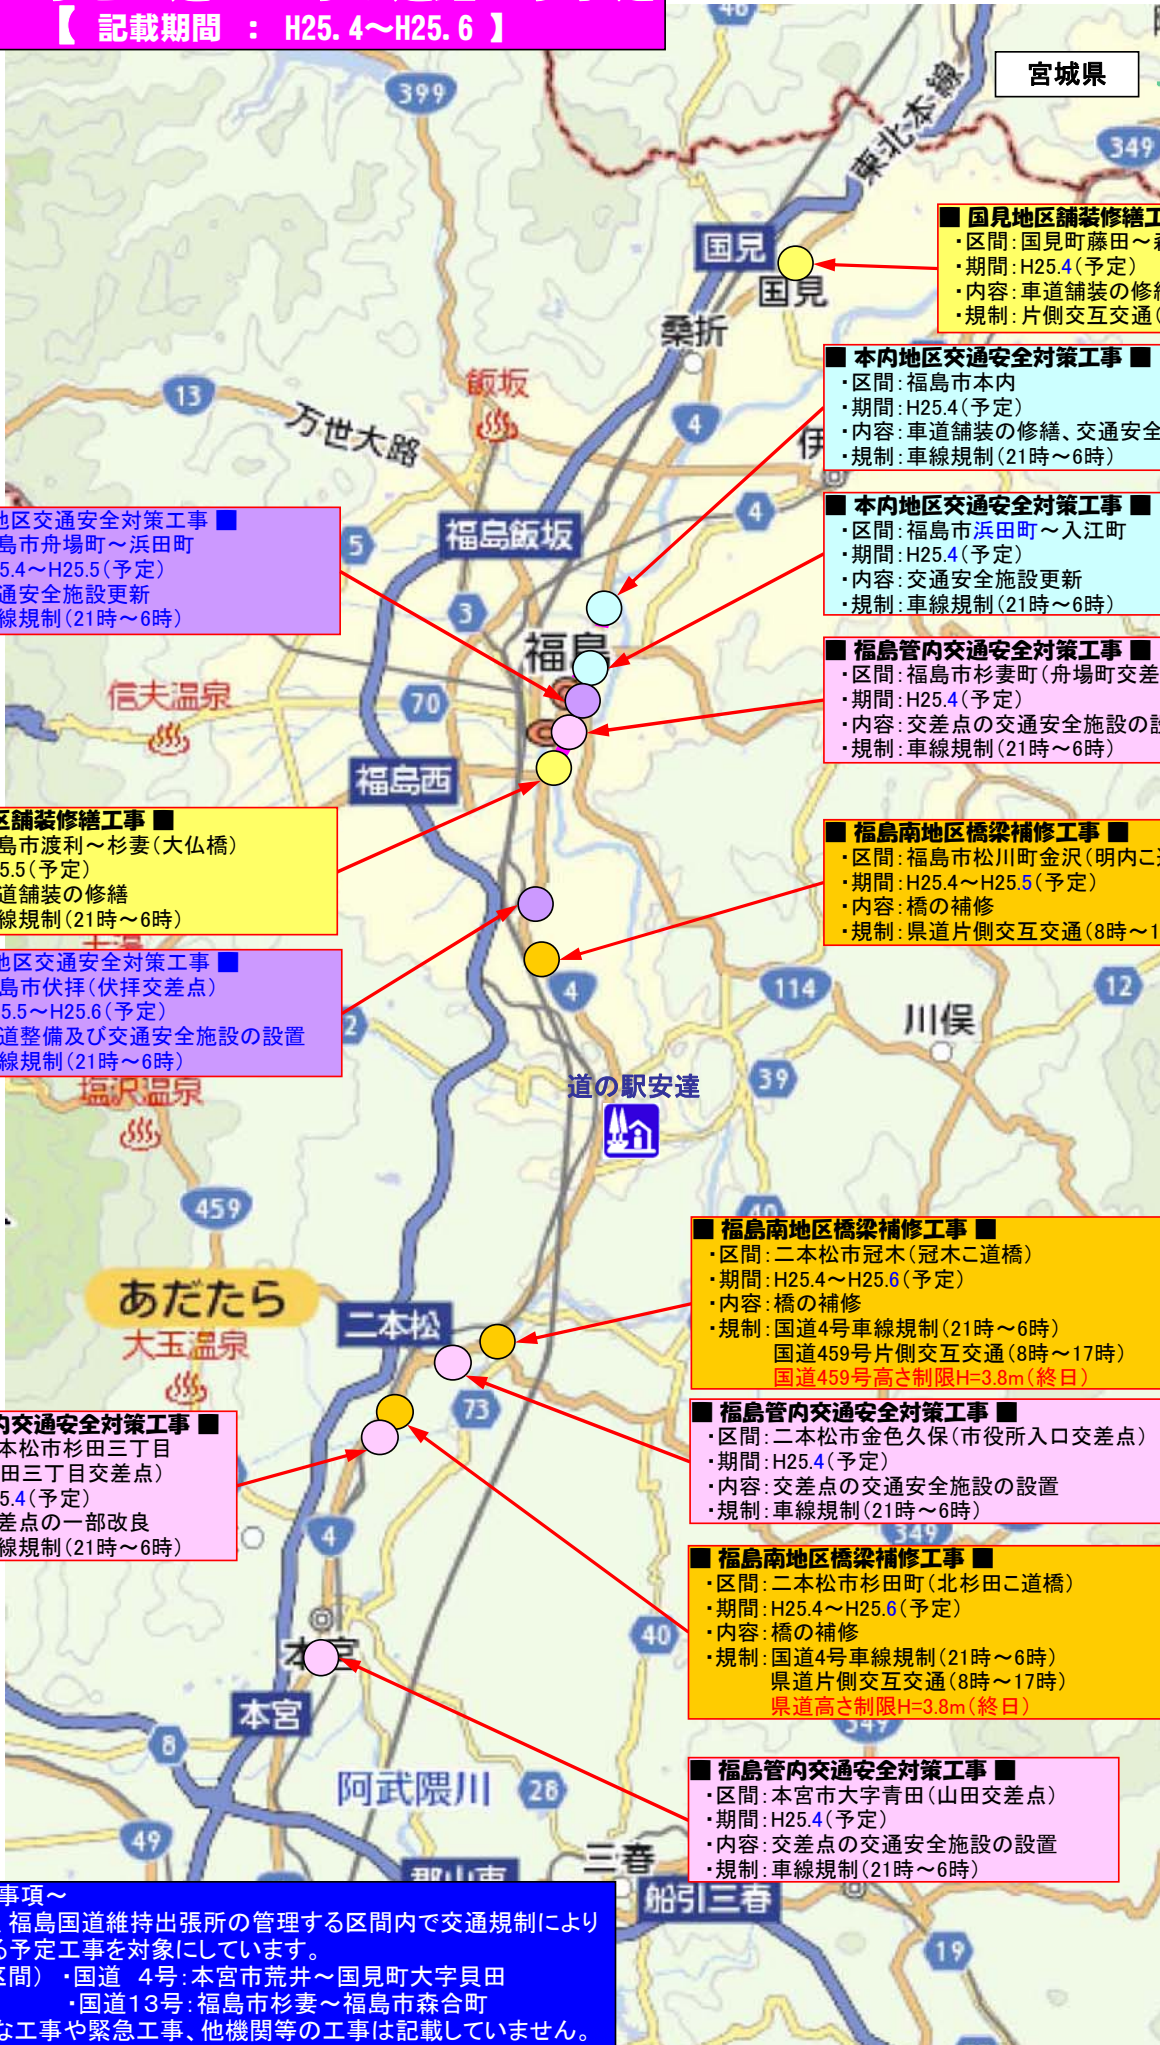 【 記載期間 ： H25.4～H25.6 】
宮城県
399
349
東北本線
国見
国見
桑折
■ 国見地区舗装修繕工
・区間：国見町藤田～
・期間：H25.4（予定）
・内容：車道舗装の修繕
・規制：片側交互交通（
13
万世大路
飯坂
4
伊
■ 本内地区交通安全対策工事 ■
・区間：福島市本内
・期間：H25.4（予定）
・内容：車道舗装の修繕、交通安全
・規制：車線規制（21時～6時）
4
5
福島飯坂
3
福島
■ 本内地区交通安全対策工事 ■
・区間：福島市浜田町～入江町
・期間：H25.4（予定）
・内容：交通安全施設更新
・規制：車線規制（21時～6時）
地区交通安全対策工事 ■
島市舟場町～浜田町
5.4～H25.5（予定）
通安全施設更新
線規制（21時～6時）
信夫温泉
70
福島西
■ 福島管内交通安全対策工事 ■
・区間：福島市杉妻町（舟場町交差
・期間：H25.4（予定）
・内容：交差点の交通安全施設の設
・規制：車線規制（21時～6時）
区舗装修繕工事 ■
島市渡利～杉妻（大仏橋）
5.5（予定）
道舗装の修繕
線規制（21時～6時）
■ 福島南地区橋梁補修工事 ■
・区間：福島市松川町金沢（明内こ道
・期間：H25.4～H25.5（予定）
・内容：橋の補修
・規制：県道片側交互交通（8時～1
地区交通安全対策工事 ■
島市伏拝（伏拝交差点）
5.5～H25.6（予定）
道整備及び交通安全施設の設置
線規制（21時～6時）
4
114
12
川俣
39
道の駅安達
塩沢温泉
459
40
あだたら
大玉温泉
二本松
73
■ 福島南地区橋梁補修工事 ■
・区間：二本松市冠木（冠木こ道橋）
・期間：H25.4～H25.6（予定）
・内容：橋の補修
・規制：国道4号車線規制（21時～6時）
国道459号片側交互交通（8時～17時）
国道459号高さ制限H=3.8m（終日）
■ 福島管内交通安全対策工事 ■
・区間：二本松市金色久保（市役所入口交差点）
・期間：H25.4（予定）
・内容：交差点の交通安全施設の設置
・規制：車線規制（21時～6時）
内交通安全対策工事 ■
本松市杉田三丁目
田三丁目交差点）
5.4（予定）
差点の一部改良
線規制（21時～6時）
4
349
■ 福島南地区橋梁補修工事 ■
・区間：二本松市杉田町（北杉田こ道橋）
・期間：H25.4～H25.6（予定）
・内容：橋の補修
・規制：国道4号車線規制（21時～6時）
県道片側交互交通（8時～17時）
県道高さ制限H=3.8m（終日）
40
本宮
本宮
8
349
阿武隈川
28
49
三春
郡山東
船引三春
19
■ 福島管内交通安全対策工事 ■
・区間：本宮市大字青田（山田交差点）
・期間：H25.4（予定）
・内容：交差点の交通安全施設の設置
・規制：車線規制（21時～6時）
事項～
福島国道維持出張所の管理する区間内で交通規制により
る予定工事を対象にしています。
区間） ・国道 4号：本宮市荒井～国見町大字貝田
・国道13号：福島市杉妻～福島市森合町
な工事や緊急工事、他機関等の工事は記載していません。